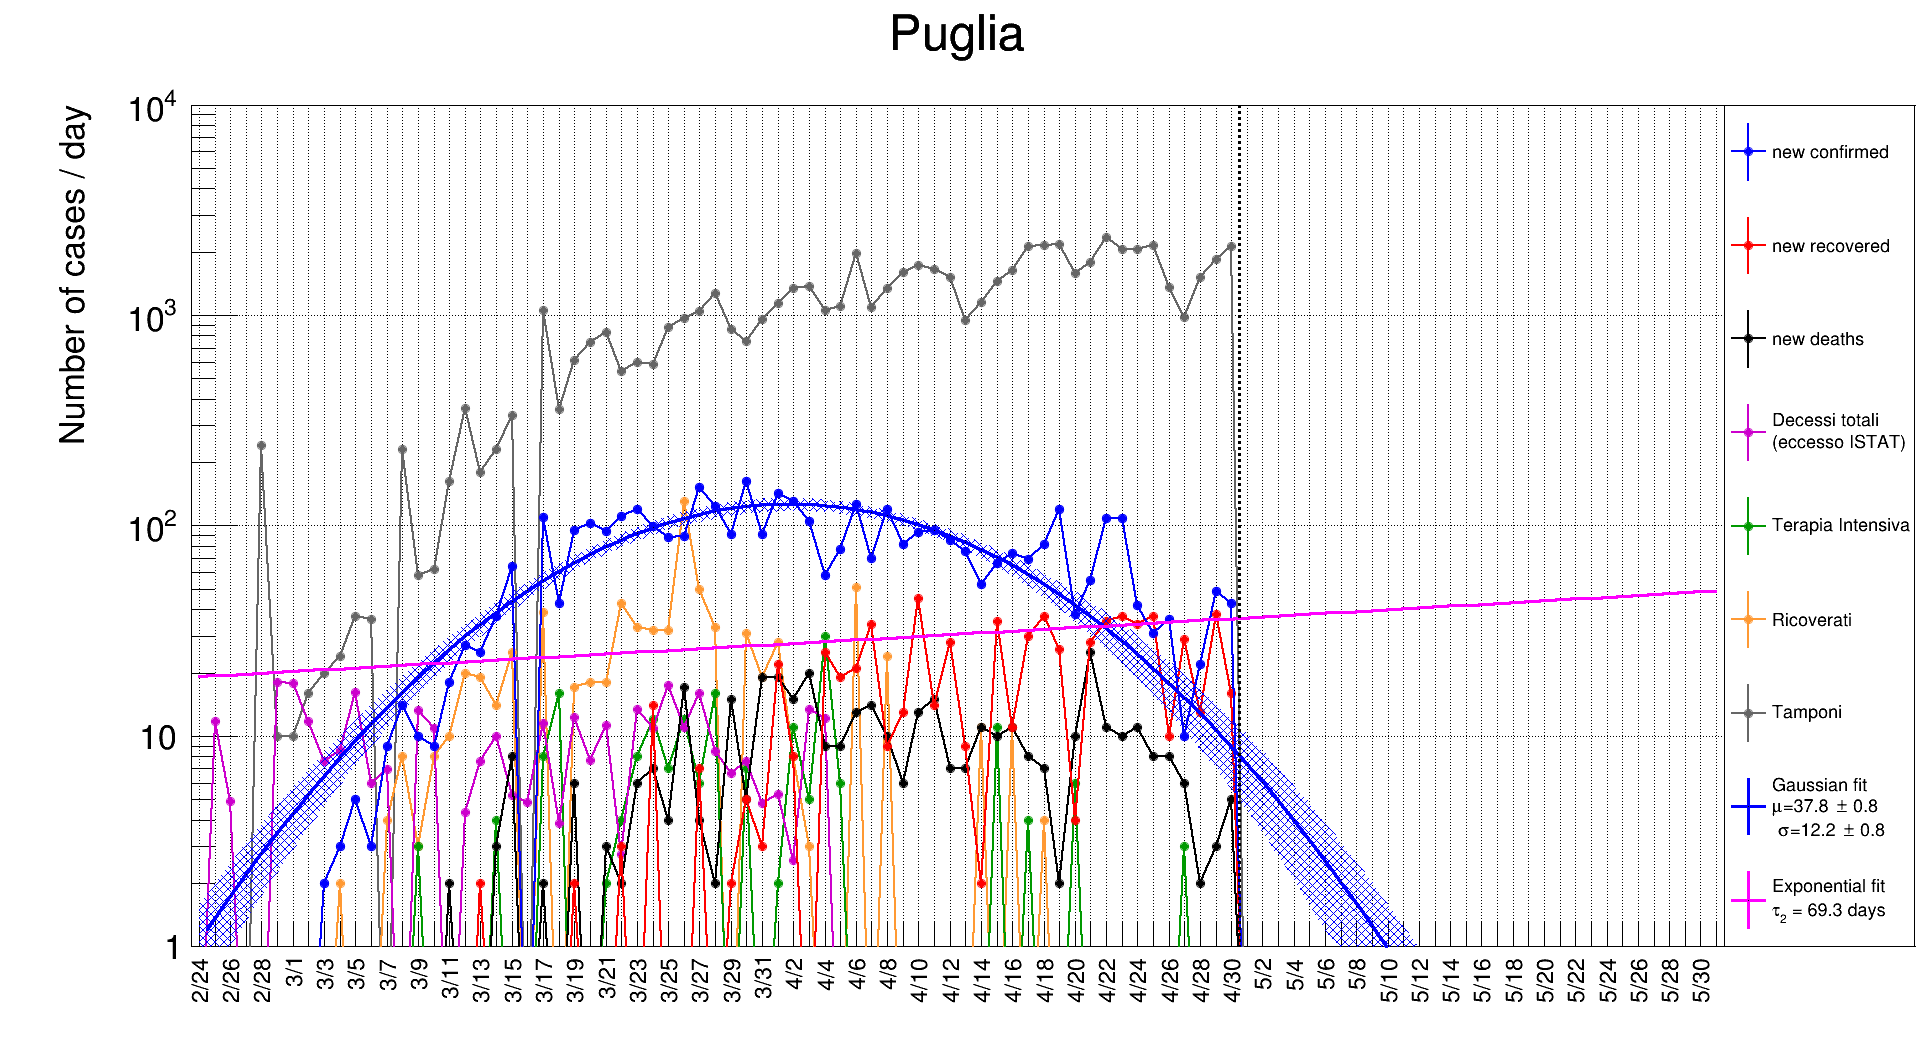 Puglia
Number of cases / day
10^4
10^3
10^2
10
1
2/24 2/26 2/28 3/1 3/3 3/5 3/7 3/9 3/11 3/13 3/15 3/17 3/19 3/21 3/23 3/25 3/27 3/29 3/31 4/2 4/4 4/6 4/8 4/10 4/12 4/14 4/16 4/18 4/20 4/22 4/24 4/26 4/28 4/30 5/2 5/4 5/6 5/8 5/10 5/12 5/14 5/16 5/18 5/20 5/22 5/24 5/26 5/28 5/30
new confirmed
new recovered
new deaths
Decessi totali
(eccesso ISTAT)
Terapia Intensiva
Ricoverati
Tamponi
Gaussian fit
μ=37.8 ± 0.8
σ=12.2 ± 0.8
Exponential fit
τ₂ = 69.3 days